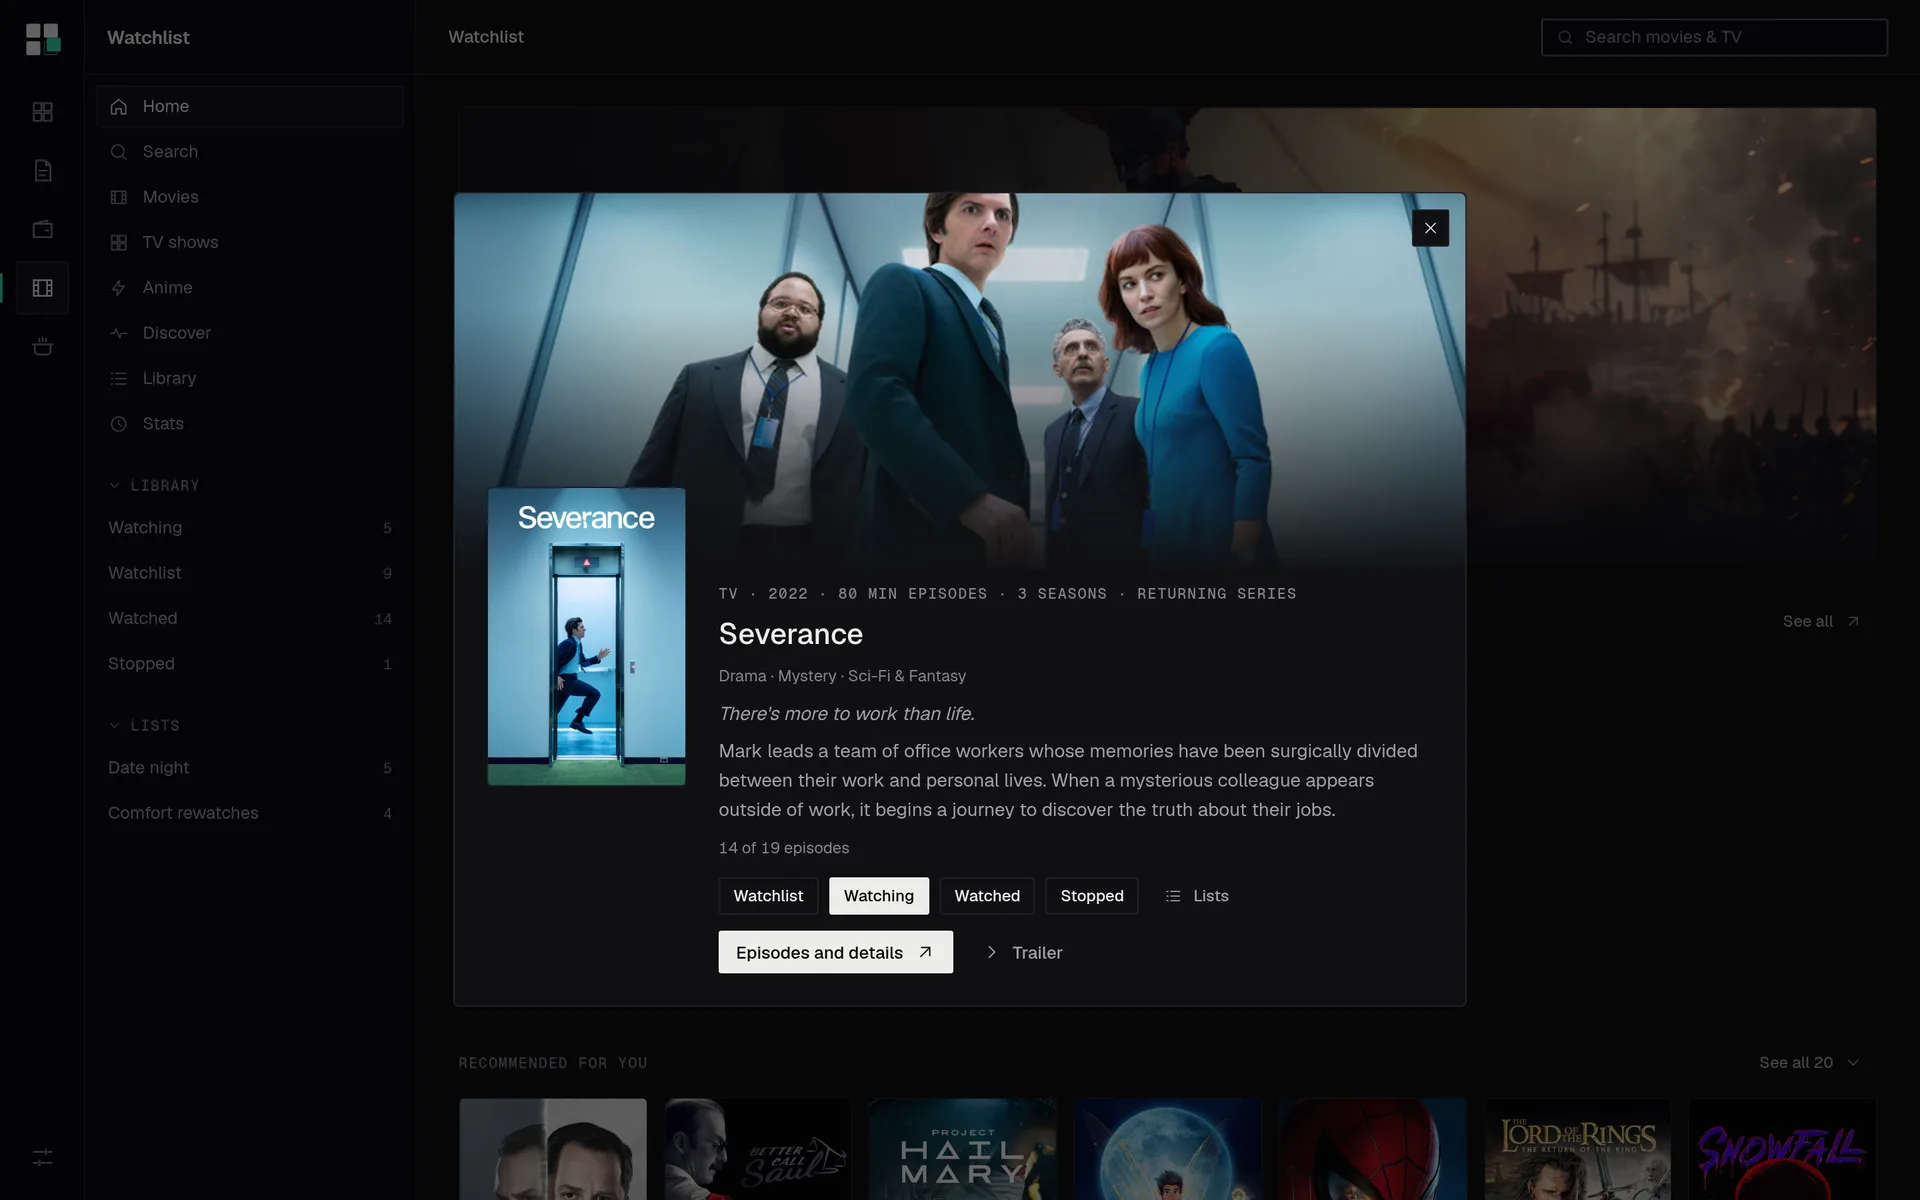 Watchlist
Watchlist
Search movies & TV
Home
Search
Movies
TV shows
Anime
Discover
Library
Stats
LIBRARY
Watching 5
Watchlist 9
Watched 14
Stopped 1
LISTS
Date night 5
Comfort rewatches 4
See all
Severance
TV · 2022 · 80 MIN EPISODES · 3 SEASONS · RETURNING SERIES
Severance
Drama · Mystery · Sci-Fi & Fantasy
There's more to work than life.
Mark leads a team of office workers whose memories have been surgically divided
between their work and personal lives. When a mysterious colleague appears
outside of work, it begins a journey to discover the truth about their jobs.
14 of 19 episodes
Watchlist Watching Watched Stopped Lists
Episodes and details Trailer
RECOMMENDED FOR YOU See all 20
BETTER
CALL
Saul
PROJECT
HAIL
MARY
THE
LORD OF THE RINGS
THE RETURN OF THE KING
SNOWFALL